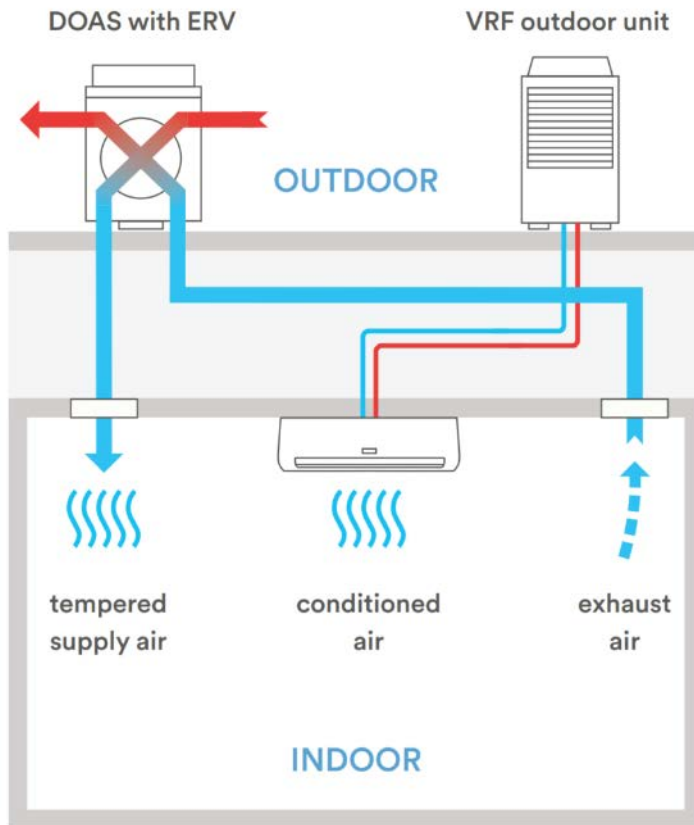 DOAS with ERV
VRF outdoor unit
OUTDOOR
tempered
supply air
conditioned
air
exhaust
air
INDOOR